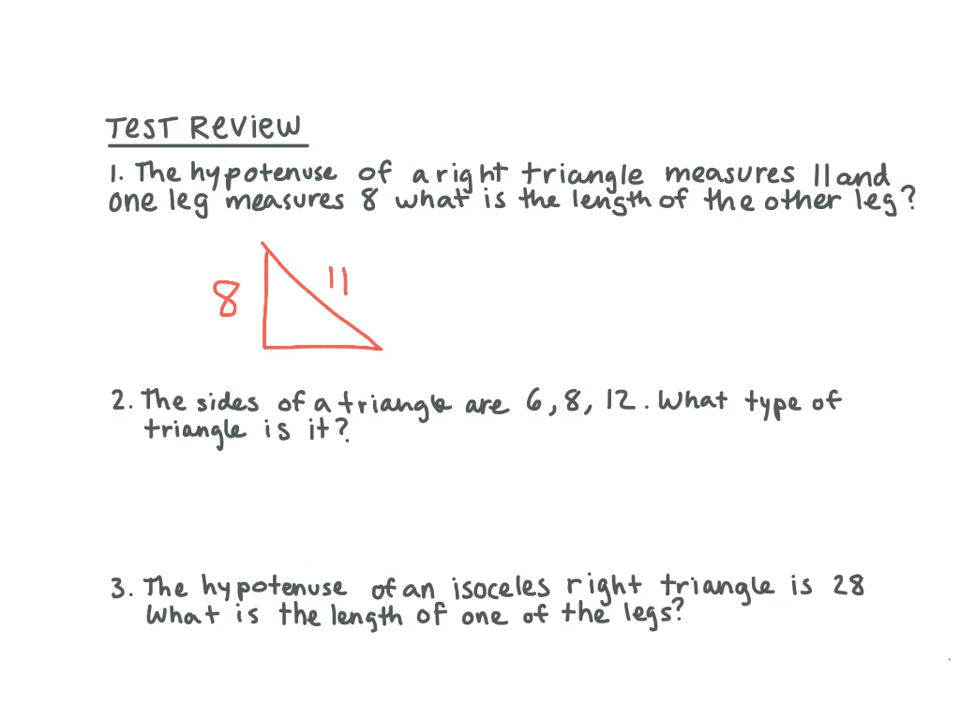 TEST REVIEW
1. The hypotenuse of a right triangle measures 11 and
one leg measures 8 what is the length of the other leg?
8
11
2. The sides of a triangle are 6, 8, 12. What type of
triangle is it?
3. The hypotenuse of an isoceles right triangle is 28
What is the length of one of the legs?